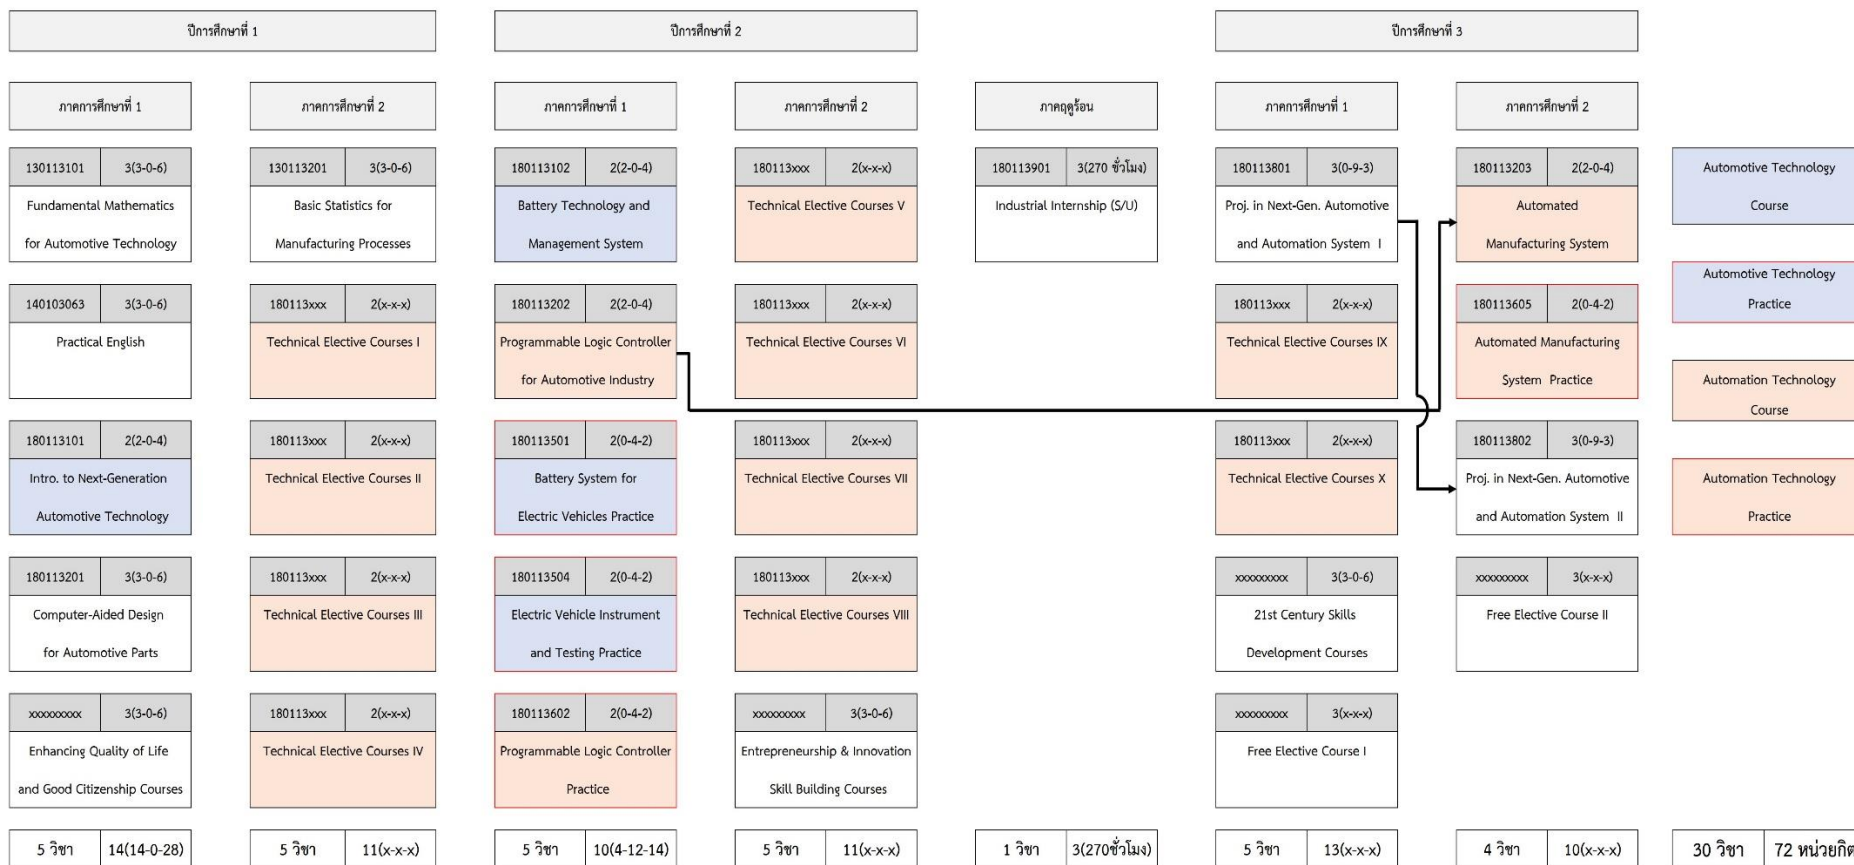 ปีการศึกษาที่ 1
ปีการศึกษาที่ 2
ปีการศึกษาที่ 3
ภาคการศึกษาที่ 1
ภาคการศึกษาที่ 2
ภาคการศึกษาที่ 1
ภาคการศึกษาที่ 2
ภาคฤดูร้อน
ภาคการศึกษาที่ 1
ภาคการศึกษาที่ 2
130113101 3(3-0-6)
Fundamental Mathematics
for Automotive Technology
140103063 3(3-0-6)
Practical English
180113101 2(2-0-4)
Intro. to Next-Generation
Automotive Technology
180113201 3(3-0-6)
Computer-Aided Design
for Automotive Parts
xxxxxxxxx 3(3-0-6)
Enhancing Quality of Life
and Good Citizenship Courses
5 วิชา 14(14-0-28)
130113201 3(3-0-6)
Basic Statistics for
Manufacturing Processes
180113xxx 2(x-x-x)
Technical Elective Courses I
180113xxx 2(x-x-x)
Technical Elective Courses II
180113xxx 2(x-x-x)
Technical Elective Courses III
180113xxx 2(x-x-x)
Technical Elective Courses IV
5 วิชา 11(x-x-x)
180113102 2(2-0-4)
Battery Technology and
Management System
180113202 2(2-0-4)
Programmable Logic Controller
for Automotive Industry
180113501 2(0-4-2)
Battery System for
Electric Vehicles Practice
180113504 2(0-4-2)
Electric Vehicle Instrument
and Testing Practice
180113602 2(0-4-2)
Programmable Logic Controller
Practice
5 วิชา 10(4-12-14)
180113xxx 2(x-x-x)
Technical Elective Courses V
180113xxx 2(x-x-x)
Technical Elective Courses VI
180113xxx 2(x-x-x)
Technical Elective Courses VII
180113xxx 2(x-x-x)
Technical Elective Courses VIII
xxxxxxxxx 3(3-0-6)
Entrepreneurship & Innovation
Skill Building Courses
5 วิชา 11(x-x-x)
180113901 3(270 ชั่วโมง)
Industrial Internship (S/U)
1 วิชา 3(270ชั่วโมง)
180113801 3(0-9-3)
Proj. in Next-Gen. Automotive
and Automation System I
180113xxx 2(x-x-x)
Technical Elective Courses IX
180113xxx 2(x-x-x)
Technical Elective Courses X
xxxxxxxxx 3(3-0-6)
21st Century Skills
Development Courses
xxxxxxxxx 3(x-x-x)
Free Elective Course I
5 วิชา 13(x-x-x)
180113203 2(2-0-4)
Automated
Manufacturing System
180113605 2(0-4-2)
Automated Manufacturing
System Practice
180113802 3(0-9-3)
Proj. in Next-Gen. Automotive
and Automation System II
xxxxxxxxx 3(x-x-x)
Free Elective Course II
4 วิชา 10(x-x-x)
Automotive Technology
Course
Automotive Technology
Practice
Automation Technology
Course
Automation Technology
Practice
30 วิชา 72 หน่วยกิต